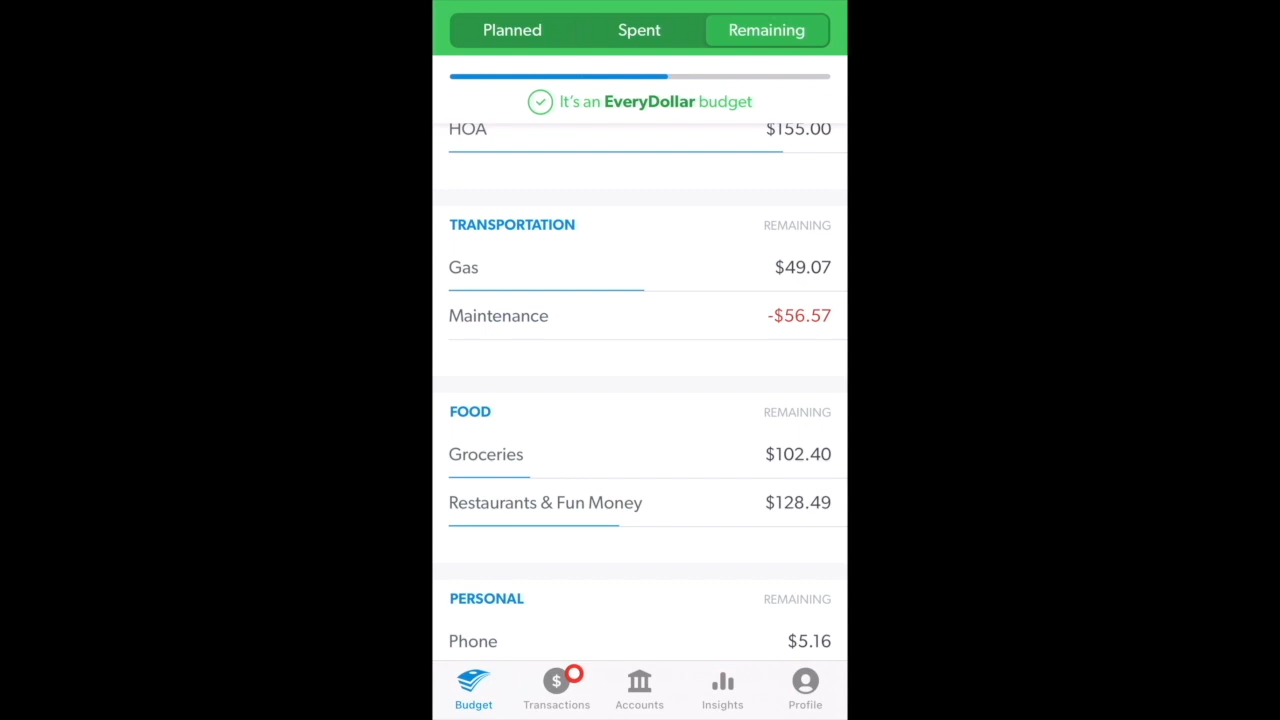 Planned Spent Remaining
It's an EveryDollar budget
HOA $155.00
TRANSPORTATION REMAINING
Gas $49.07
Maintenance -$56.57
FOOD REMAINING
Groceries $102.40
Restaurants & Fun Money $128.49
PERSONAL REMAINING
Phone $5.16
$
Budget Transactions Accounts Insights Profile